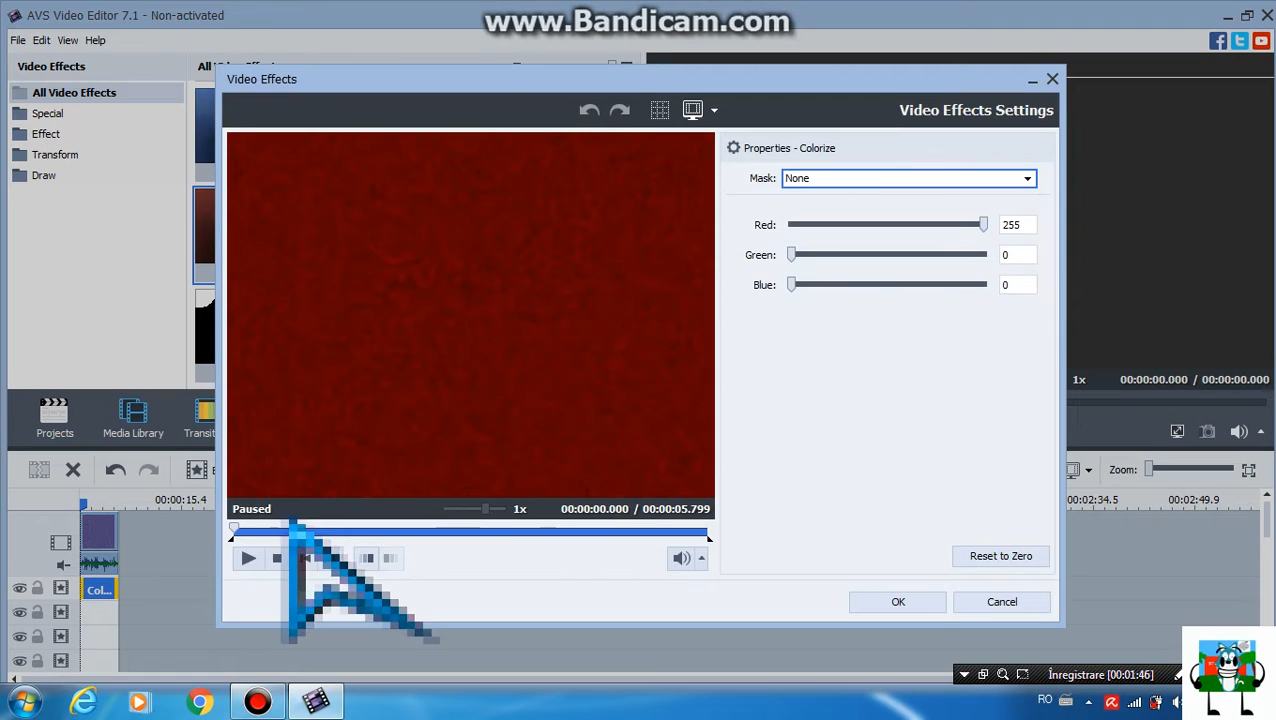 AVS Video Editor 7.1 - Non-activated
www.Bandicam.com
File Edit View Help
Video Effects
All Video Effects
Special
Effect
Transform
Draw
Projects
Media Library
Video Effects
Video Effects Settings
Properties - Colorize
Mask: None
Red: 255
Green: 0
Blue: 0
Paused 1x 00:00:00.000 / 00:00:05.799
Reset to Zero
OK Cancel
1x 00:00:00.000 / 00:00:00.000
Zoom:
00:00:15.4
00:02:34.5 00:02:49.9
Col...
Înregistrare [00:01:46]
RO